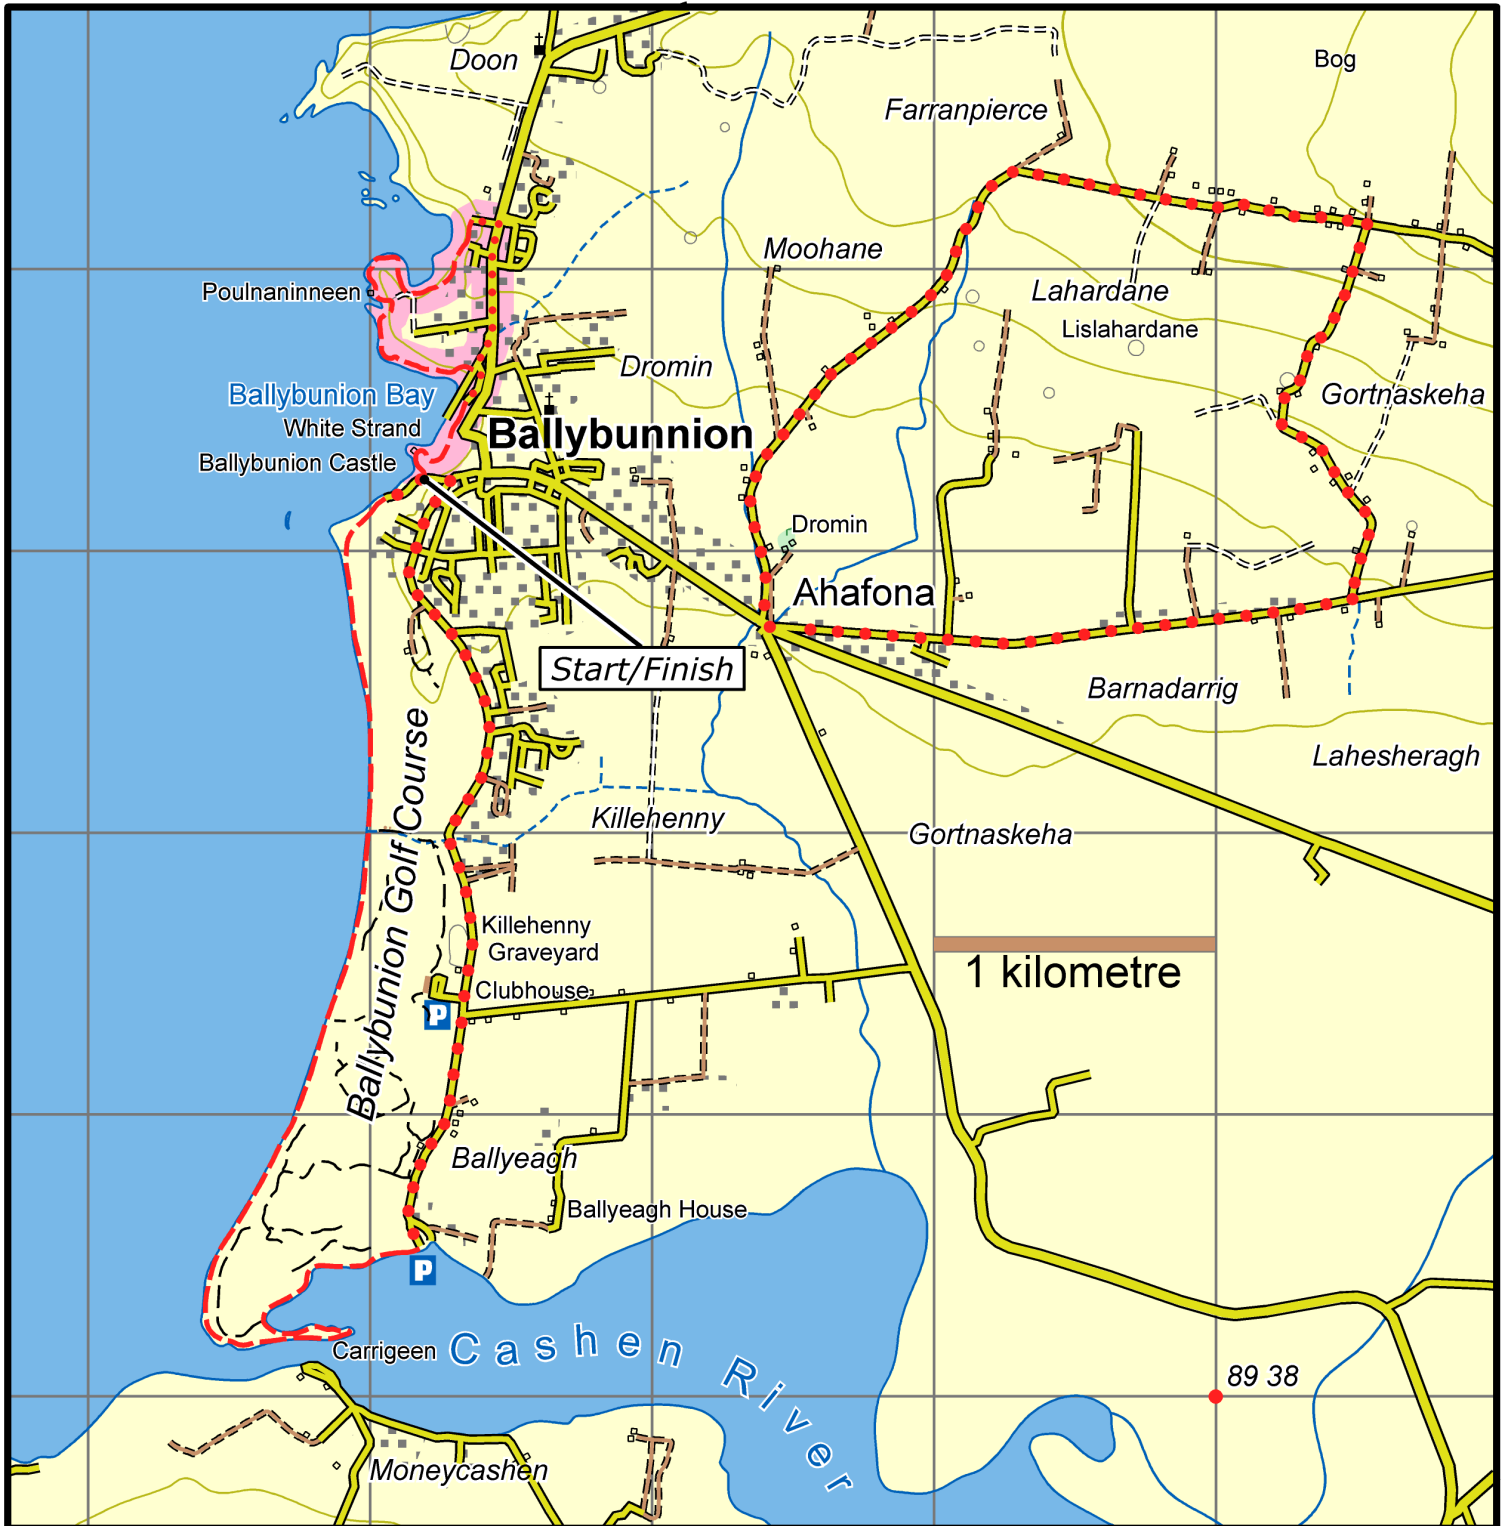 Doon
Bog
Farranpierce
Moohane
Poulnaninneen
Lahardane
Lislahardane
Dromin
Ballybunion Bay
Gortnaskeha
White Strand
Ballybunnion
Ballybunion Castle
Dromin
Ahafona
Start/Finish
Barnadarrig
Lahesheragh
Killehenny
Gortnaskeha
Ballybunion Golf Course
Killehenny
Graveyard
1 kilometre
Clubhouse
P
Ballyeagh
Ballyeagh House
P
Carrigeen
Cashen River
89 38
Moneycashen